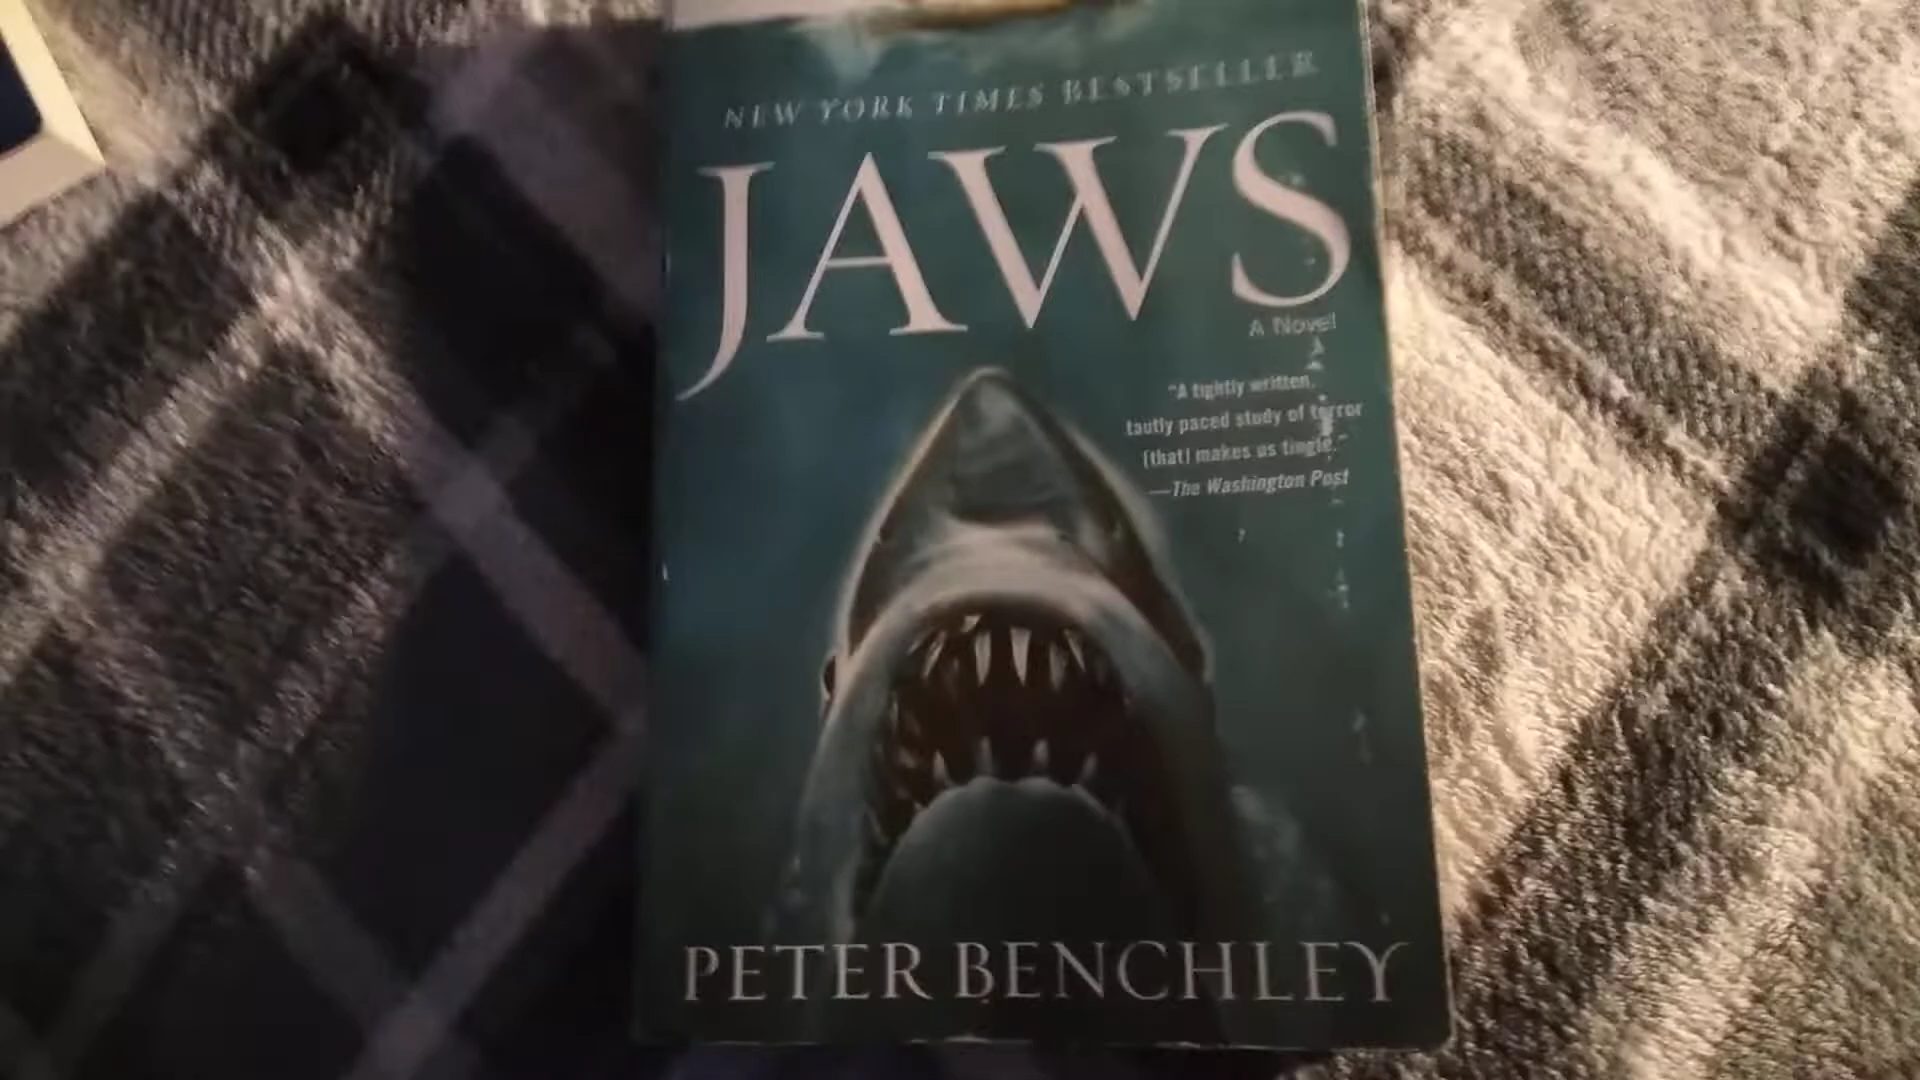 NEW YORK TIMES BESTSELLER
JAWS
A Novel
"A tightly written,
tautly paced study of terror
[that] makes us tingle."
—The Washington Post
PETER BENCHLEY